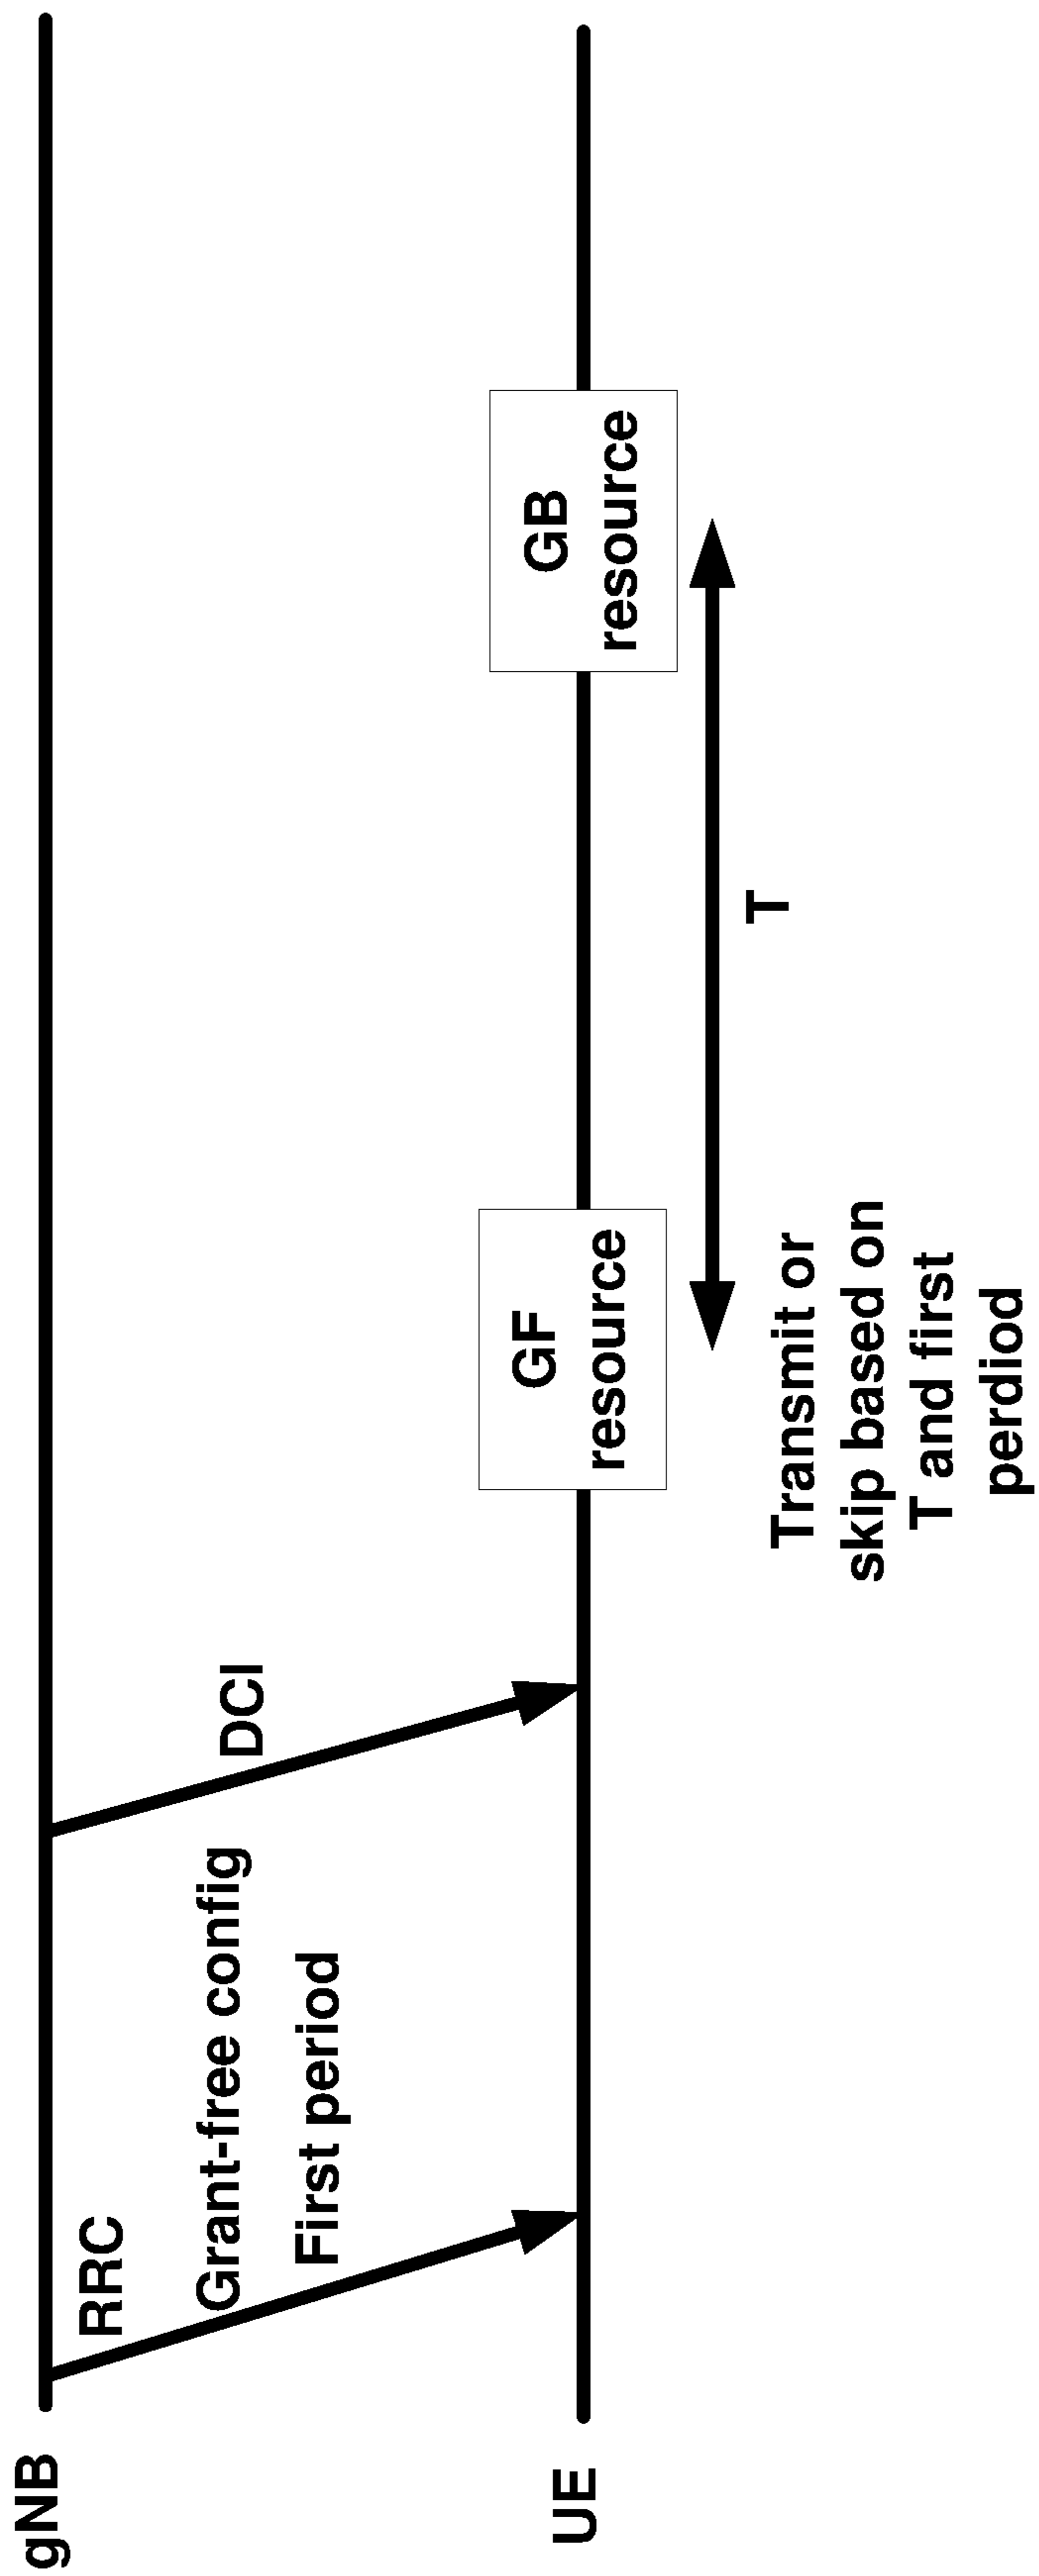 gNB
RRC
Grant-free config
First period
DCI
UE
GF
resource
GB
resource
T
Transmit or
skip based on
T and first
perdiod